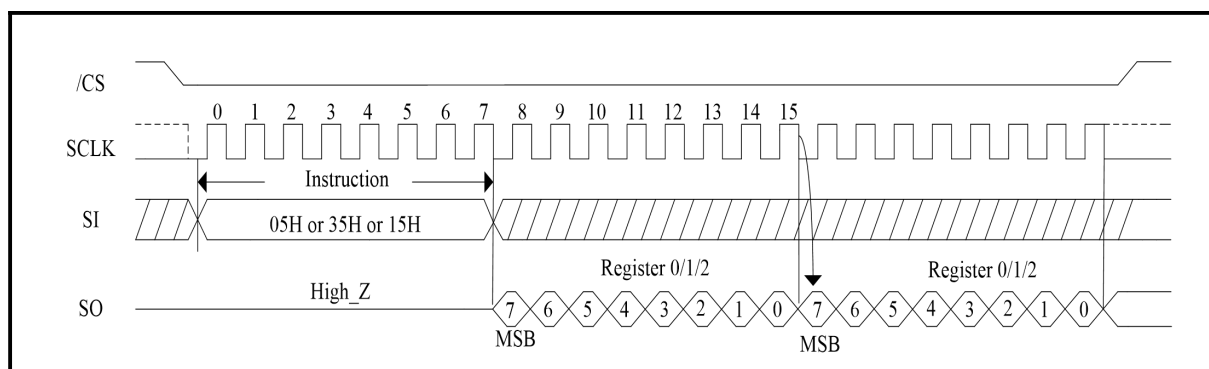 /CS
0 1 2 3 4 5 6 7 8 9 10 11 12 13 14 15
SCLK
Instruction
SI
05H or 35H or 15H
Register 0/1/2 Register 0/1/2
High_Z
SO
7 6 5 4 3 2 1 0 7 6 5 4 3 2 1 0
MSB MSB